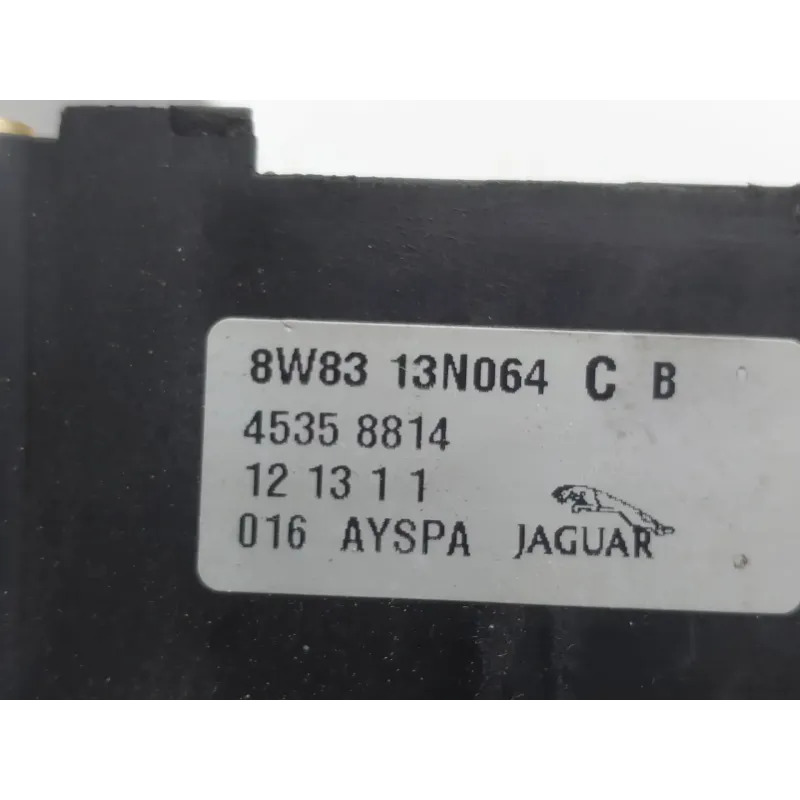 8W83 13N064 C B
4535 8814
12 13 1 1
016 AYSPA JAGUAR